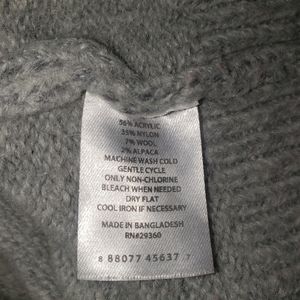 56% ACRYLIC
35% NYLON
7% WOOL
2% ALPACA
MACHINE WASH COLD
GENTLE CYCLE
ONLY NON-CHLORINE
BLEACH WHEN NEEDED
DRY FLAT
COOL IRON IF NECESSARY
MADE IN BANGLADESH
RN#29360
8 88077 45637 7